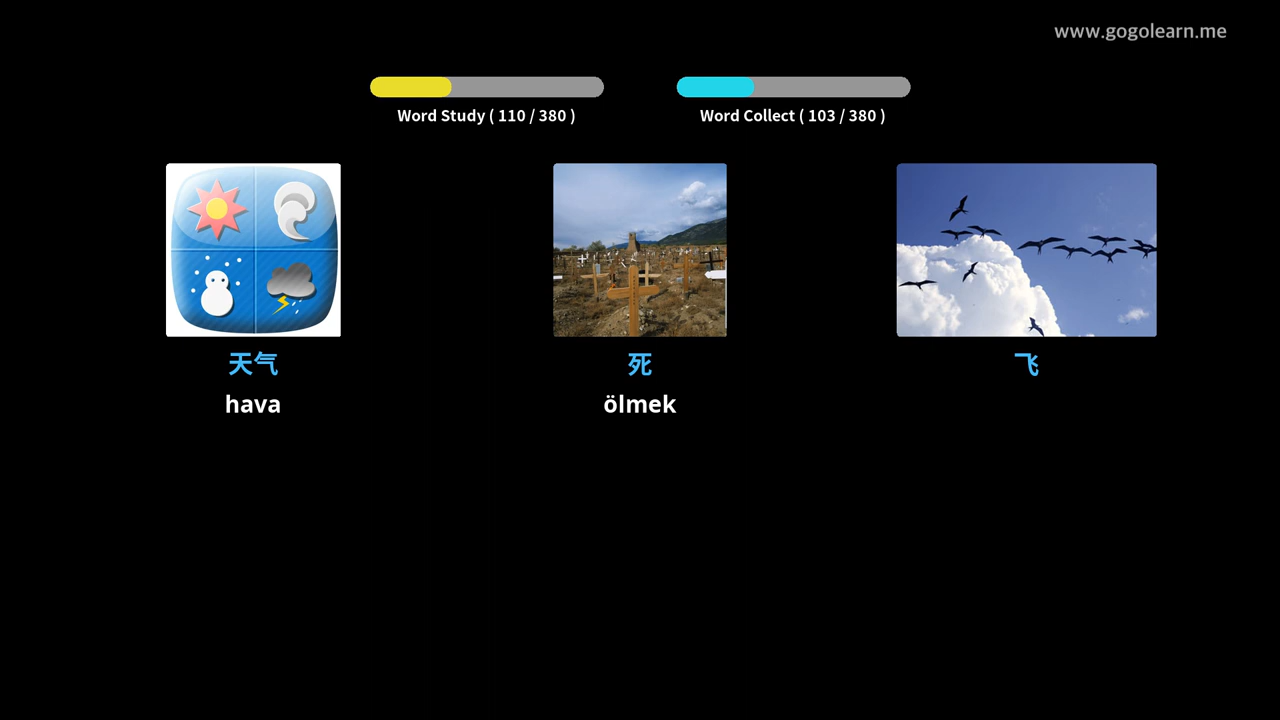 www.gogolearn.me
Word Study ( 110 / 380 )
Word Collect ( 103 / 380 )
天气
死
飞
hava
ölmek